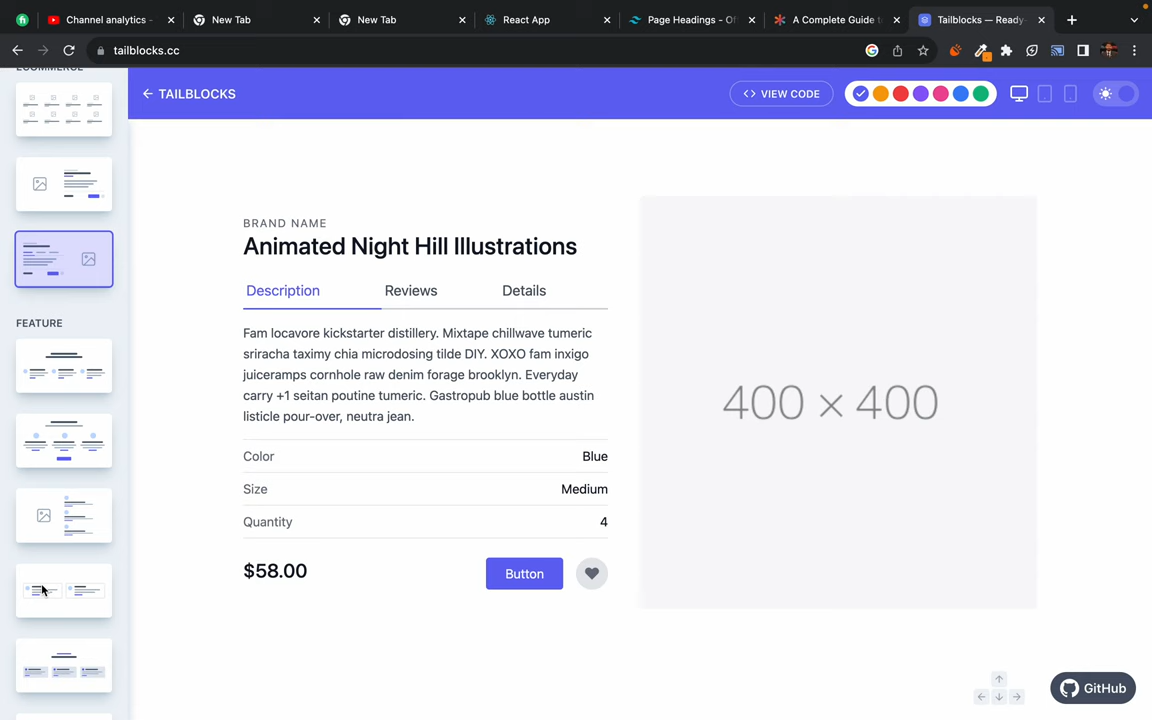 Channel analytics -
New Tab
New Tab
React App
Page Headings - Of
A Complete Guide to
Tailblocks — Ready-
tailblocks.cc
ECOMMERCE
TAILBLOCKS
<> VIEW CODE
BRAND NAME
Animated Night Hill Illustrations
Description Reviews Details
FEATURE
Fam locavore kickstarter distillery. Mixtape chillwave tumeric
sriracha taximy chia microdosing tilde DIY. XOXO fam inxigo
juiceramps cornhole raw denim forage brooklyn. Everyday
carry +1 seitan poutine tumeric. Gastropub blue bottle austin
listicle pour-over, neutra jean.
Color Blue
Size Medium
Quantity 4
$58.00 Button
400 × 400
GitHub